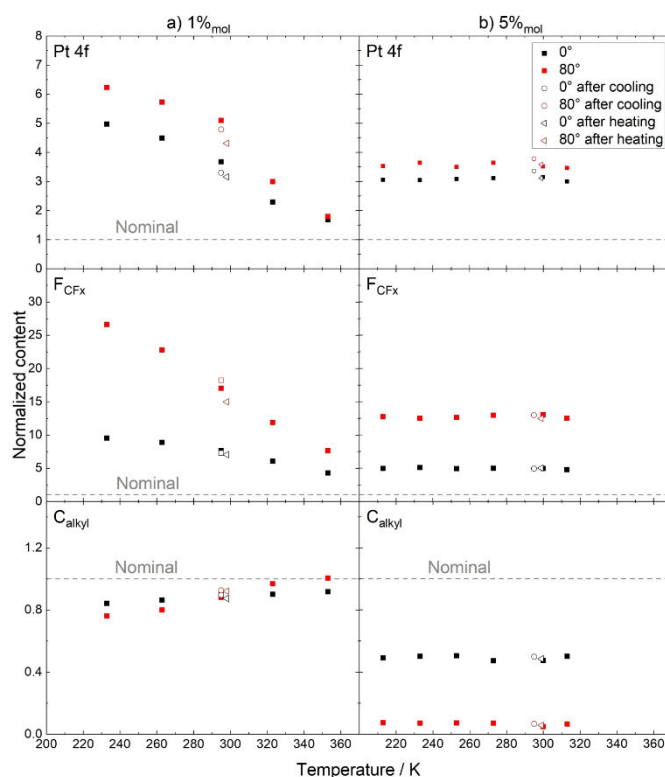 a) 1%mol
b) 5%mol
Pt 4f
Pt 4f
0°
80°
0° after cooling
80° after cooling
0° after heating
80° after heating
8
7
6
5
4
3
2
1
0
Nominal
FCFx
FCFx
30
25
20
15
10
5
0
Nominal
Normalized content
Calkyl
Calkyl
1.2
0.8
0.4
0.0
Nominal
Nominal
200 220 240 260 280 300 320 340 360
220 240 260 280 300 320 340 360
Temperature / K
Temperature / K